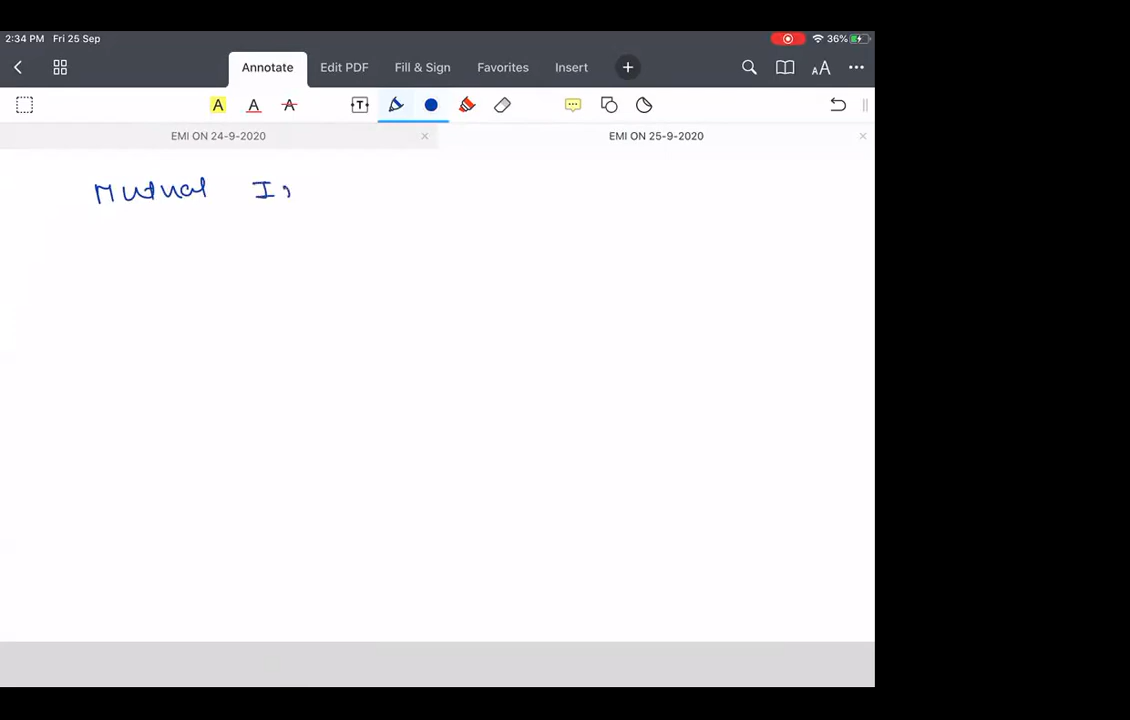 2:34 PM Fri 25 Sep 36%
Annotate Edit PDF Fill & Sign Favorites Insert
EMI ON 24-9-2020 EMI ON 25-9-2020
Mutual